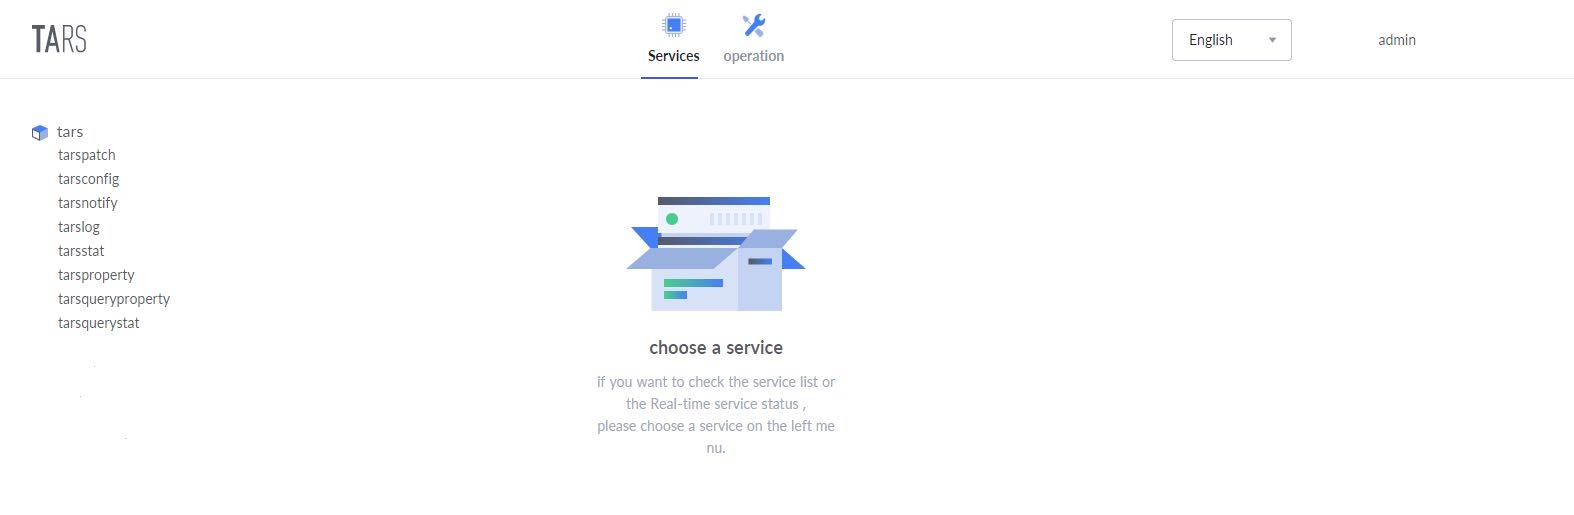 TARS
Services
operation
English
admin
tars
tarspatch
tarsconfig
tarsnotify
tarslog
tarsstat
tarsproperty
tarsqueryproperty
tarsquerystat
choose a service
if you want to check the service list or
the Real-time service status ,
please choose a service on the left me
nu.